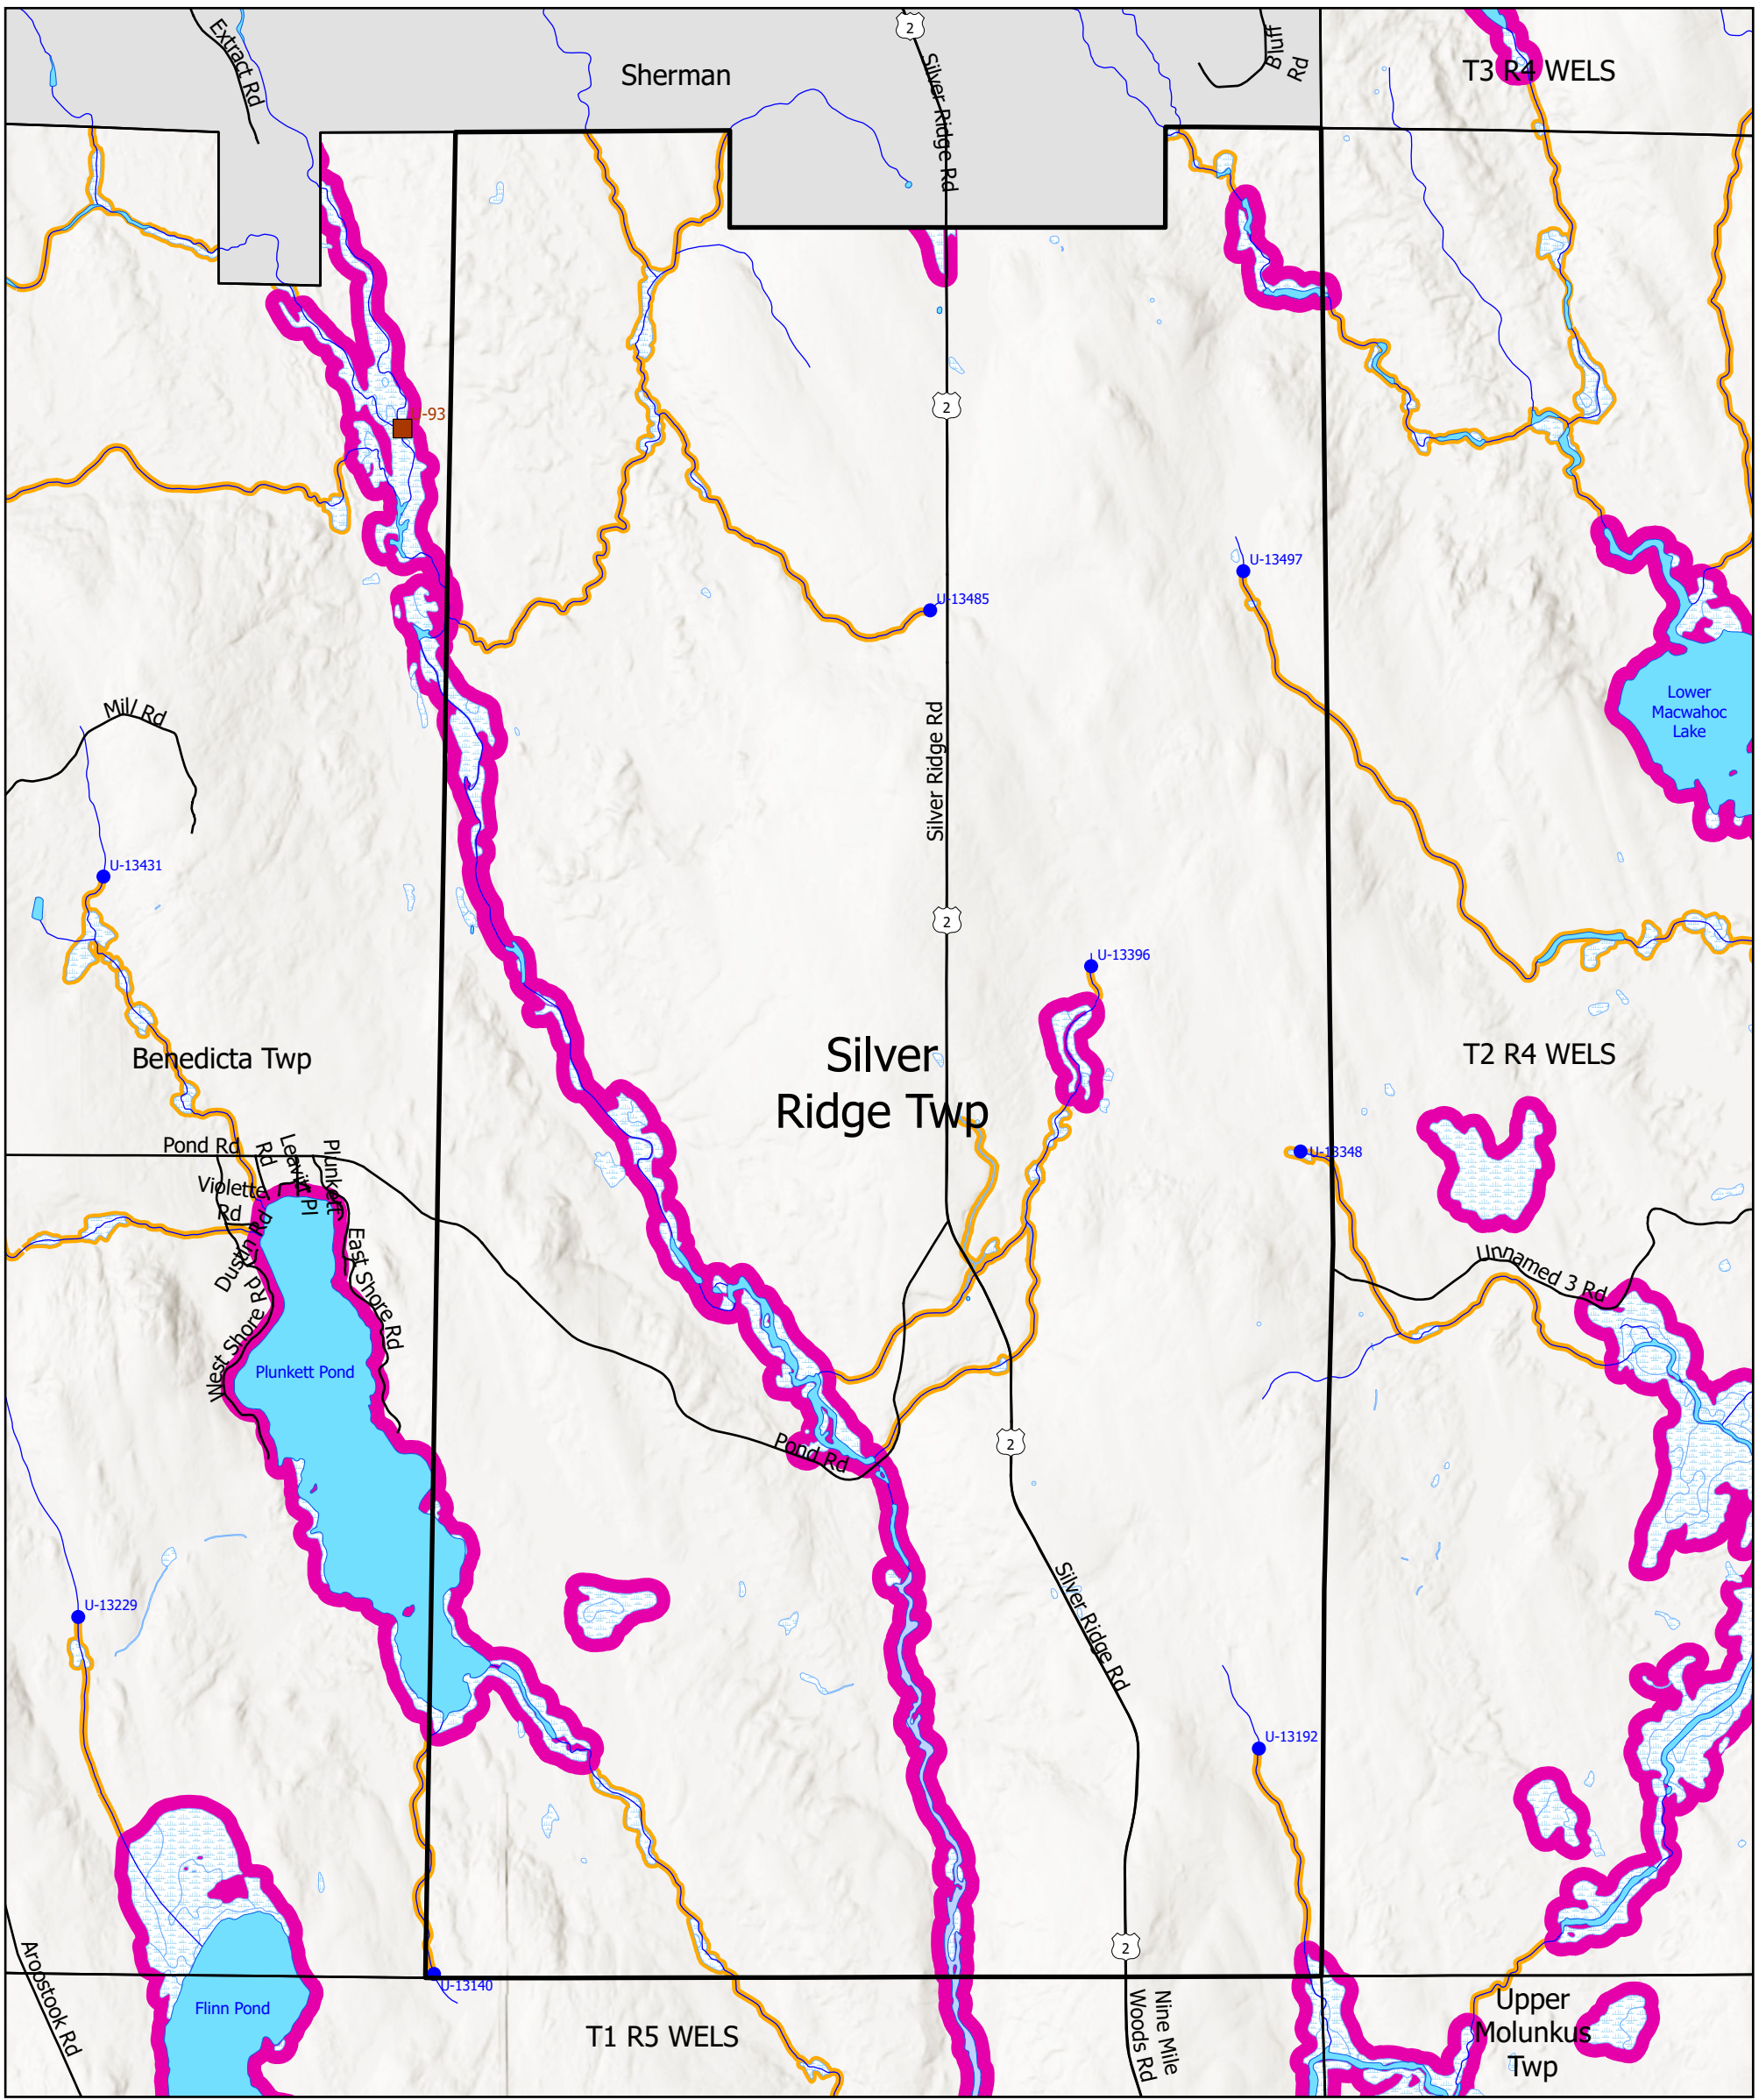 2
Extract Rd
Sherman
Silver Ridge Rd
Bluff
Rd
T3 R4 WELS
U-93
2
U-13497
U-13485
Lower
Macwahoc
Lake
Mill Rd
Silver Ridge Rd
U-13431
2
U-13396
Benedicta Twp
Silver
Ridge Twp
T2 R4 WELS
Pond Rd
Rd
Leavitt Pl
Plunkett
U-13348
Violette
Rd
Dustin Rd
East Shore Rd
West Shore Rd
Unnamed 3 Rd
Plunkett Pond
Pond Rd
2
Silver Ridge Rd
U-13229
U-13192
2
Aroostook Rd
U-13140
Flinn Pond
T1 R5 WELS
Nine Mile
Woods Rd
Upper
Molunkus
Twp